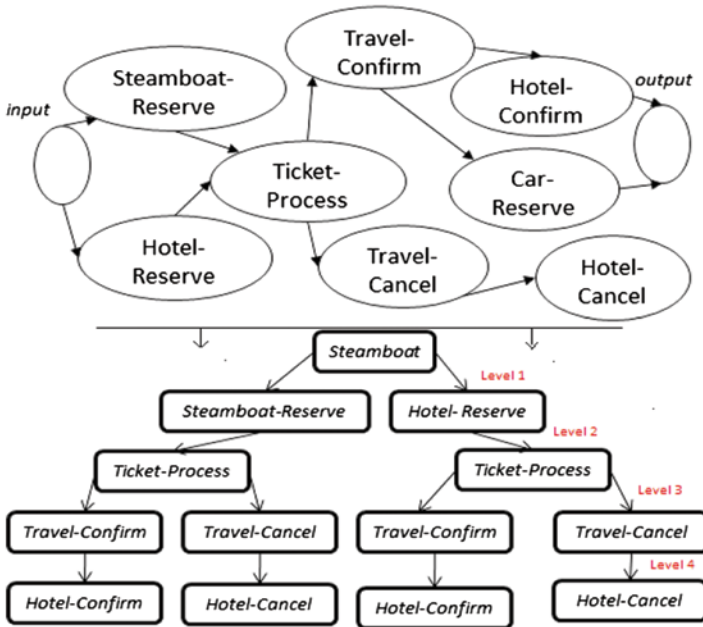 Travel-
Confirm
Steamboat-
Reserve
Hotel-
Confirm
input
output
Ticket-
Process
Car-
Reserve
Hotel-
Reserve
Travel-
Cancel
Hotel-
Cancel
Steamboat
Level 1
Steamboat-Reserve
Hotel- Reserve
Level 2
Ticket-Process
Ticket-Process
Level 3
Travel-Confirm
Travel-Cancel
Travel-Confirm
Travel-Cancel
Level 4
Hotel-Confirm
Hotel-Cancel
Hotel-Confirm
Hotel-Cancel